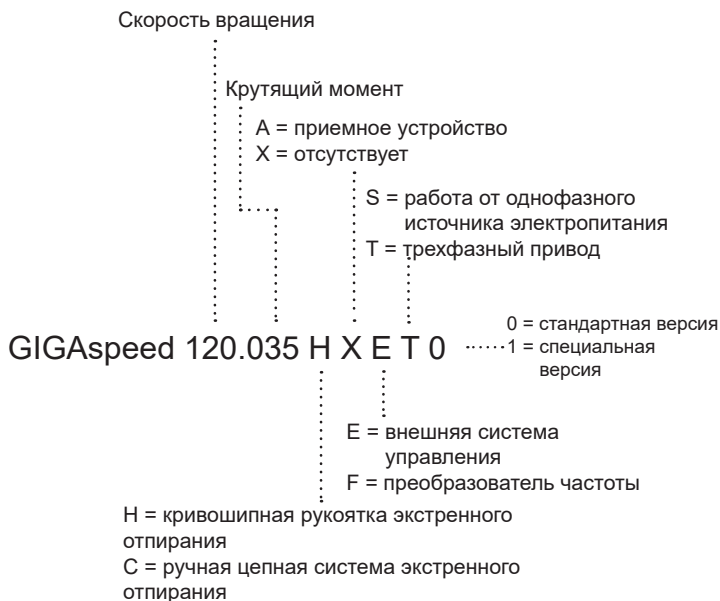 Скорость вращения
Крутящий момент
A = приемное устройство
X = отсутствует
S = работа от однофазного
источника электропитания
T = трехфазный привод
GIGAspeed 120.035 H X E T 0
0 = стандартная версия
1 = специальная
версия
E = внешняя система
управления
F = преобразователь частоты
H = кривошипная рукоятка экстренного
отпирания
C = ручная цепная система экстренного
отпирания